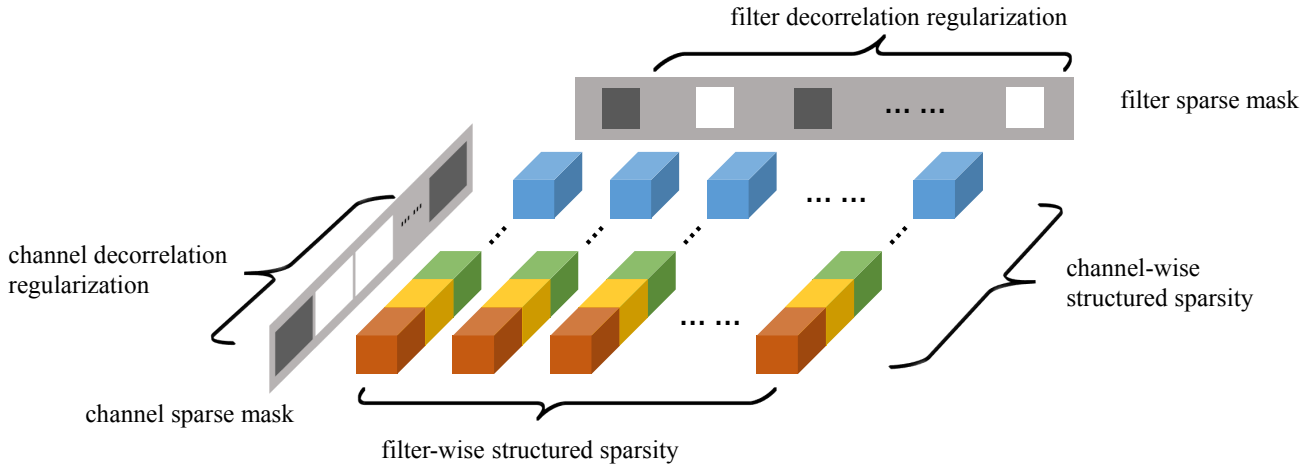 filter decorrelation regularization
... ...
filter sparse mask
... ...
... ...
channel decorrelation
regularization
channel-wise
structured sparsity
... ...
channel sparse mask
filter-wise structured sparsity